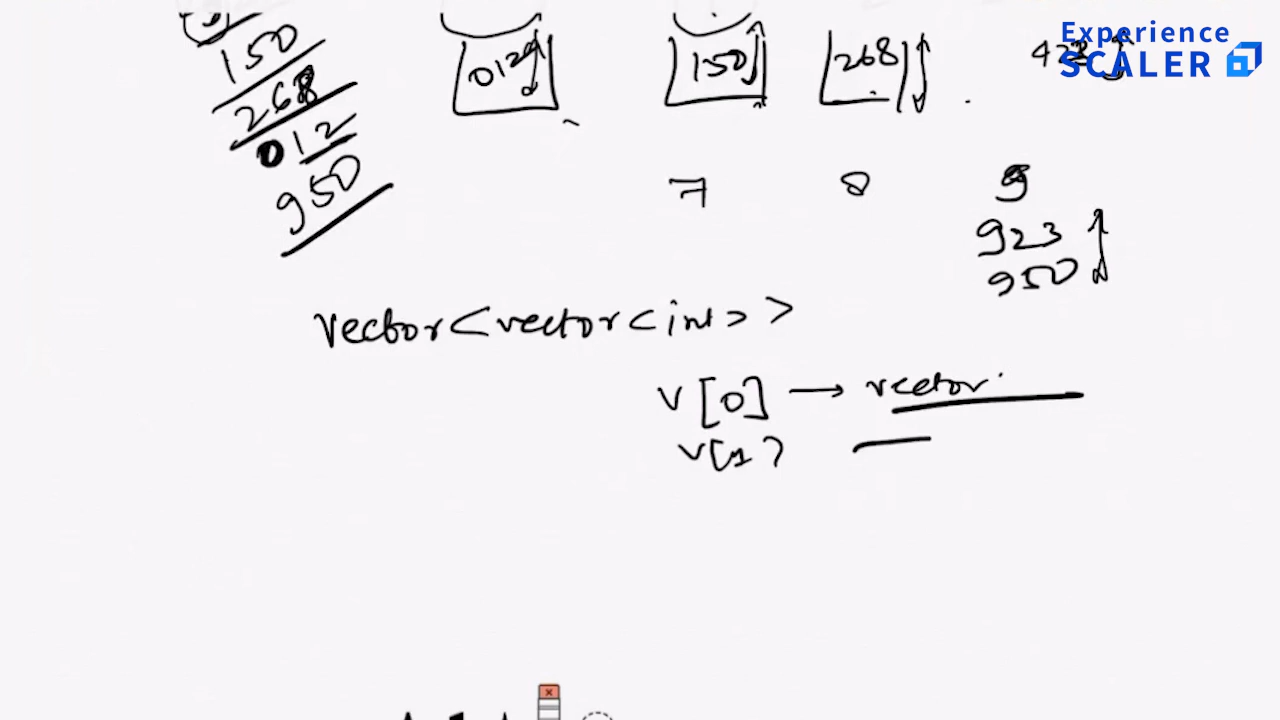 Experience
SCALER
150
012
150
268
268
012
950
7
8
9
923
950
vector<vector<int>>
v[0] → vector
v[1]